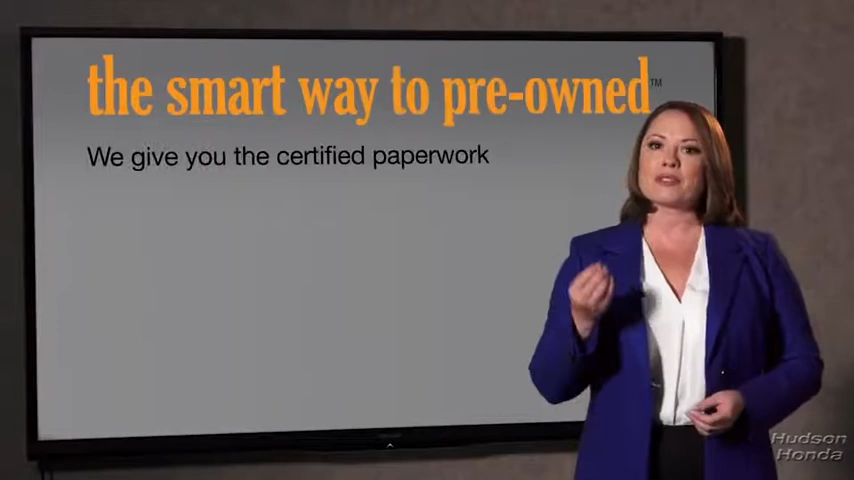 the smart way to pre-owned™
We give you the certified paperwork
Hudson
Honda